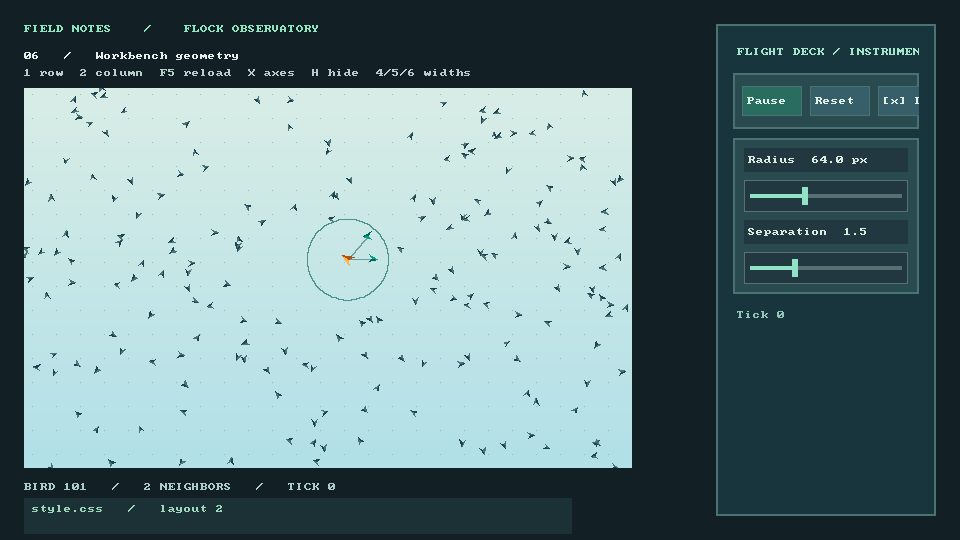 FIELD NOTES / FLOCK OBSERVATORY
06 / Workbench geometry
1 row 2 column F5 reload X axes H hide 4/5/6 widths
BIRD 101 / 2 NEIGHBORS / TICK 0
style.css / layout 2
FLIGHT DECK / INSTRUMEN
Pause Reset [x] I
Radius 64.0 px
Separation 1.5
Tick 0